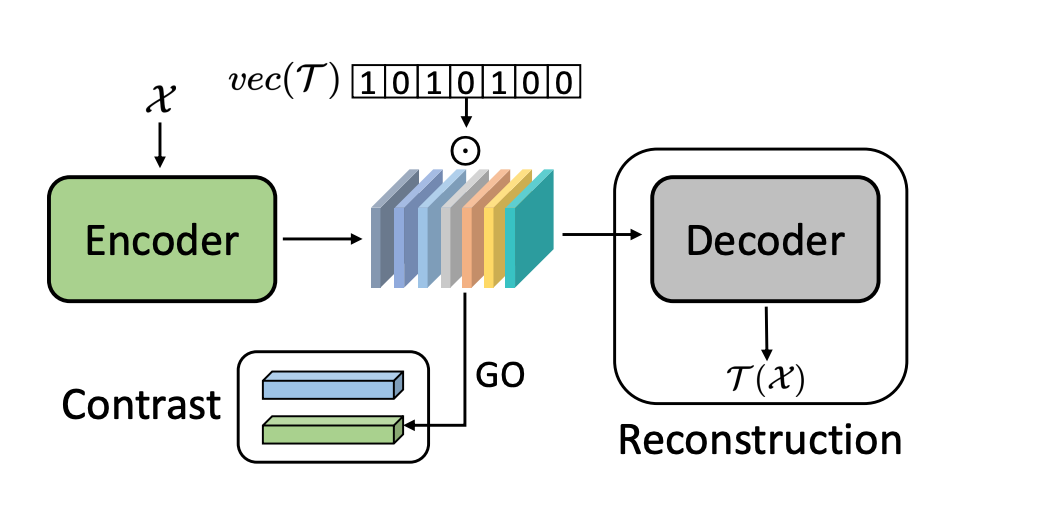 vec(𝒯) 1 0 1 0 1 0 0
𝒳
⊙
Encoder
Decoder
GO
𝒯(𝒳)
Contrast
Reconstruction